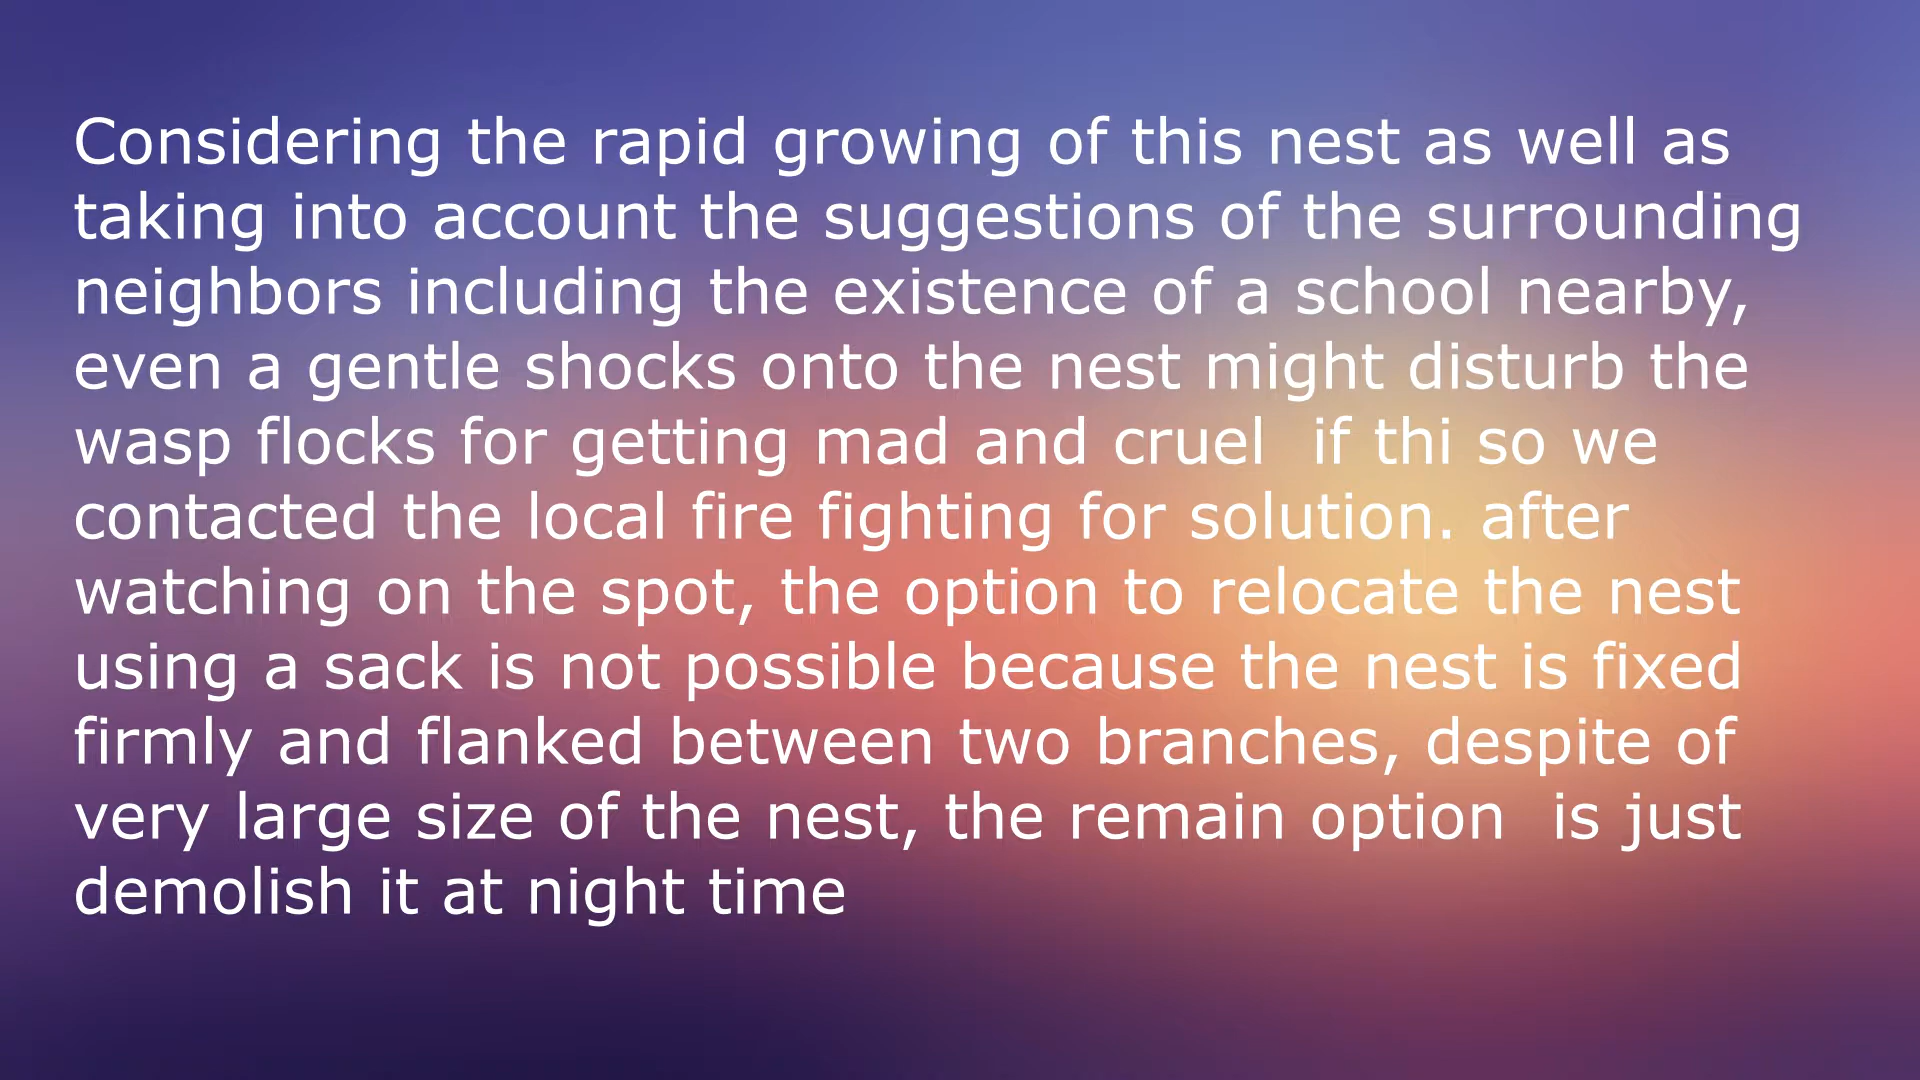 Considering the rapid growing of this nest as well as
taking into account the suggestions of the surrounding
neighbors including the existence of a school nearby,
even a gentle shocks onto the nest might disturb the
wasp flocks for getting mad and cruel  if thi so we
contacted the local fire fighting for solution. after
watching on the spot, the option to relocate the nest
using a sack is not possible because the nest is fixed
firmly and flanked between two branches, despite of
very large size of the nest, the remain option  is just
demolish it at night time